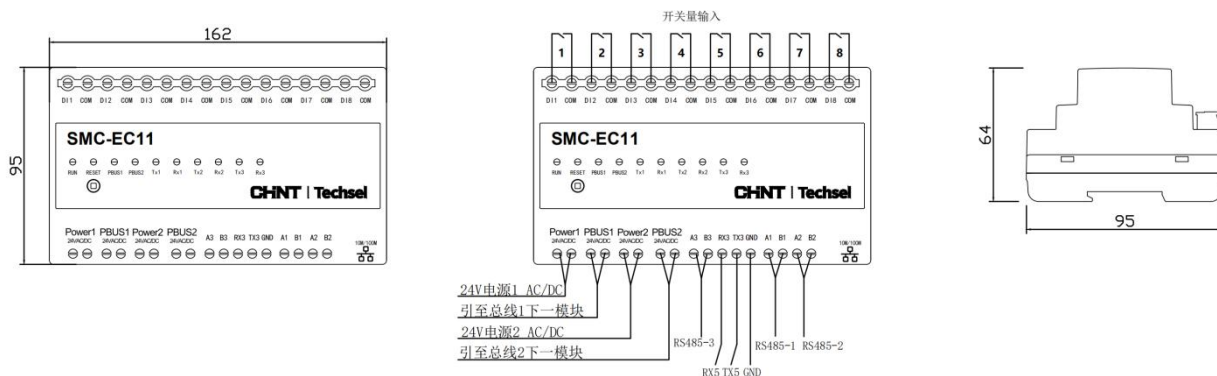 162
95
DI1 COM DI2 COM DI3 COM DI4 COM DI5 COM DI6 COM DI7 COM DI8 COM
SMC-EC11
RUN RESET PBUS1 PBUS2 Tx1 Rx1 Tx2 Rx2 Tx3 Rx3
CHNT | Techsel
Power1 PBUS1 Power2 PBUS2
24VAC/DC 24VAC/DC 24VAC/DC 24VAC/DC
A3 B3 RX3 TX3 GND A1 B1 A2 B2
10M/100M
开关量输入
1 2 3 4 5 6 7 8
DI1 COM DI2 COM DI3 COM DI4 COM DI5 COM DI6 COM DI7 COM DI8 COM
SMC-EC11
RUN RESET PBUS1 PBUS2 Tx1 Rx1 Tx2 Rx2 Tx3 Rx3
CHNT | Techsel
Power1 PBUS1 Power2 PBUS2
24VAC/DC 24VAC/DC 24VAC/DC 24VAC/DC
A3 B3 RX3 TX3 GND A1 B1 A2 B2
10M/100M
24V电源1 AC/DC
引至总线1下一模块
24V电源2 AC/DC
引至总线2下一模块
RS485-3
RX5 TX5 GND
RS485-1 RS485-2
64
95